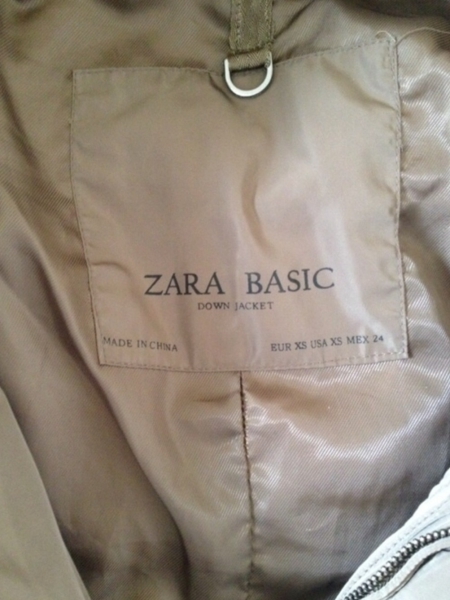 ZARA BASIC
DOWN JACKET
MADE IN CHINA EUR XS USA XS MEX 24